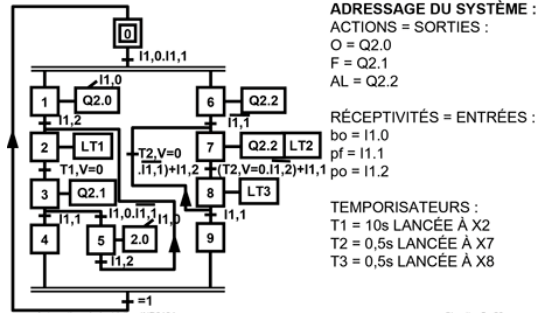 0
I1,0.I1,1
I1,0
1
Q2.0
6
Q2.2
I1,2
I1,1
2
LT1
T2,V=0
7
Q2.2
LT2
T1,V=0
.I1,1)+I1,2
(T2,V=0.I1,2)+I1,1
3
Q2.1
8
LT3
I1,1
I1,0.I1,1
I1,0
I1,1
4
5
2.0
9
I1,2
=1
ADRESSAGE DU SYSTÈME :
ACTIONS = SORTIES :
O = Q2.0
F = Q2.1
AL = Q2.2
RÉCEPTIVITÉS = ENTRÉES :
bo = I1.0
pf = I1.1
po = I1.2
TEMPORISATEURS :
T1 = 10s LANCÉE À X2
T2 = 0,5s LANCÉE À X7
T3 = 0,5s LANCÉE À X8